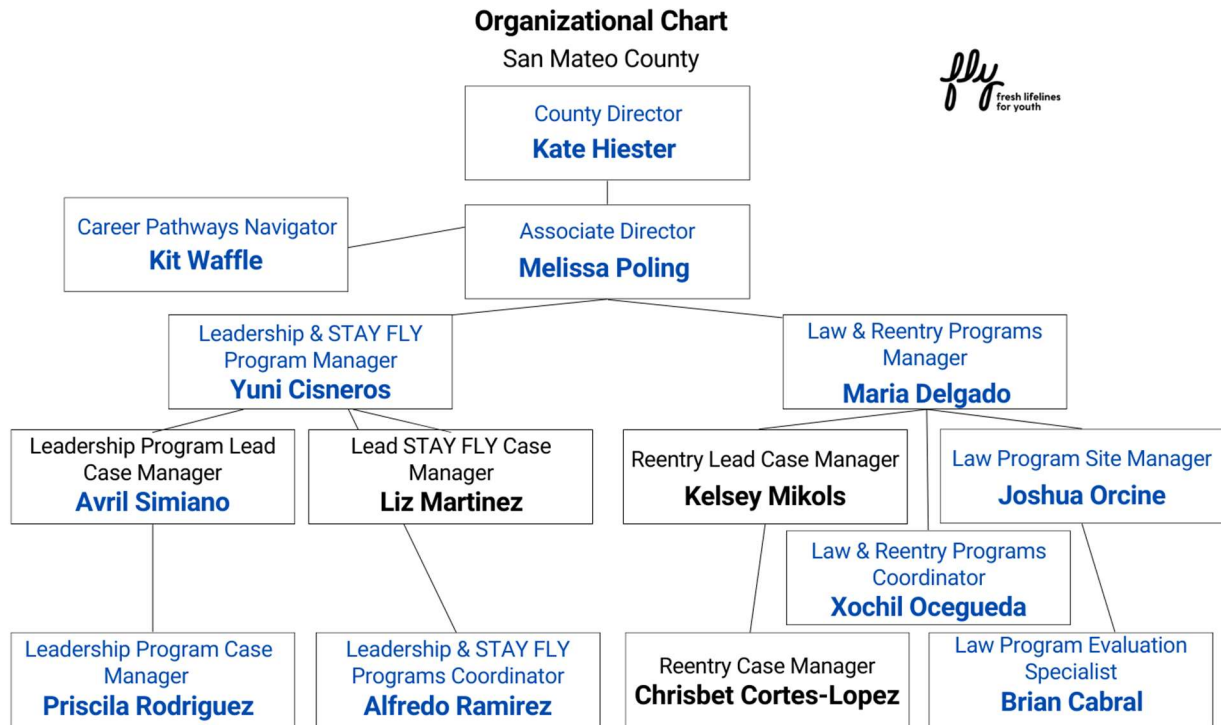 Organizational Chart
San Mateo County
fly
fresh lifelines
for youth
County Director
Kate Hiester
Career Pathways Navigator
Kit Waffle
Associate Director
Melissa Poling
Leadership & STAY FLY
Program Manager
Yuni Cisneros
Law & Reentry Programs
Manager
Maria Delgado
Leadership Program Lead
Case Manager
Avril Simiano
Lead STAY FLY Case
Manager
Liz Martinez
Reentry Lead Case Manager
Kelsey Mikols
Law Program Site Manager
Joshua Orcine
Law & Reentry Programs
Coordinator
Xochil Ocegueda
Leadership Program Case
Manager
Priscila Rodriguez
Leadership & STAY FLY
Programs Coordinator
Alfredo Ramirez
Reentry Case Manager
Chrisbet Cortes-Lopez
Law Program Evaluation
Specialist
Brian Cabral